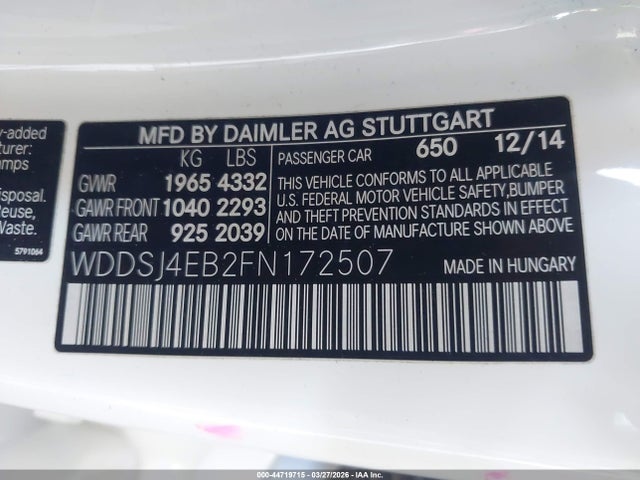 y-added
turer:
amps
isposal.
Reuse,
Waste.
5791064
MFD BY DAIMLER AG STUTTGART
KG LBS
GVWR 1965 4332
GAWR FRONT 1040 2293
GAWR REAR 925 2039
PASSENGER CAR 650 12/14
THIS VEHICLE CONFORMS TO ALL APPLICABLE
U.S. FEDERAL MOTOR VEHICLE SAFETY,BUMPER
AND THEFT PREVENTION STANDARDS IN EFFECT
ON DATE OF MANUFACTURE SHOWN ABOVE
WDDSJ4EB2FN172507 MADE IN HUNGARY
000-44719715 - 03/27/2026 - IAA Inc.